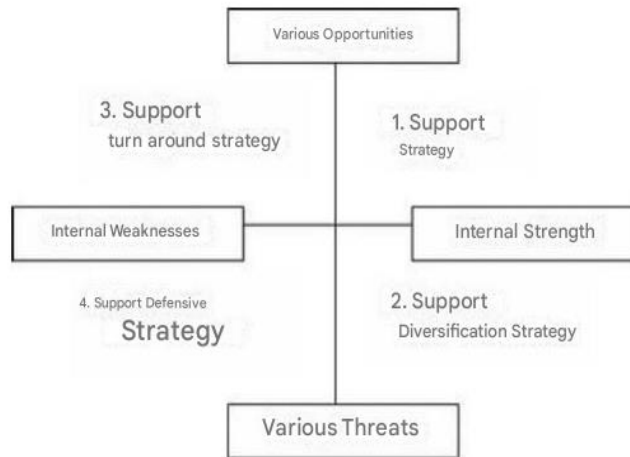 Various Opportunities
3. Support
turn around strategy
1. Support
Strategy
Internal Weaknesses
Internal Strength
4. Support Defensive
Strategy
2. Support
Diversification Strategy
Various Threats